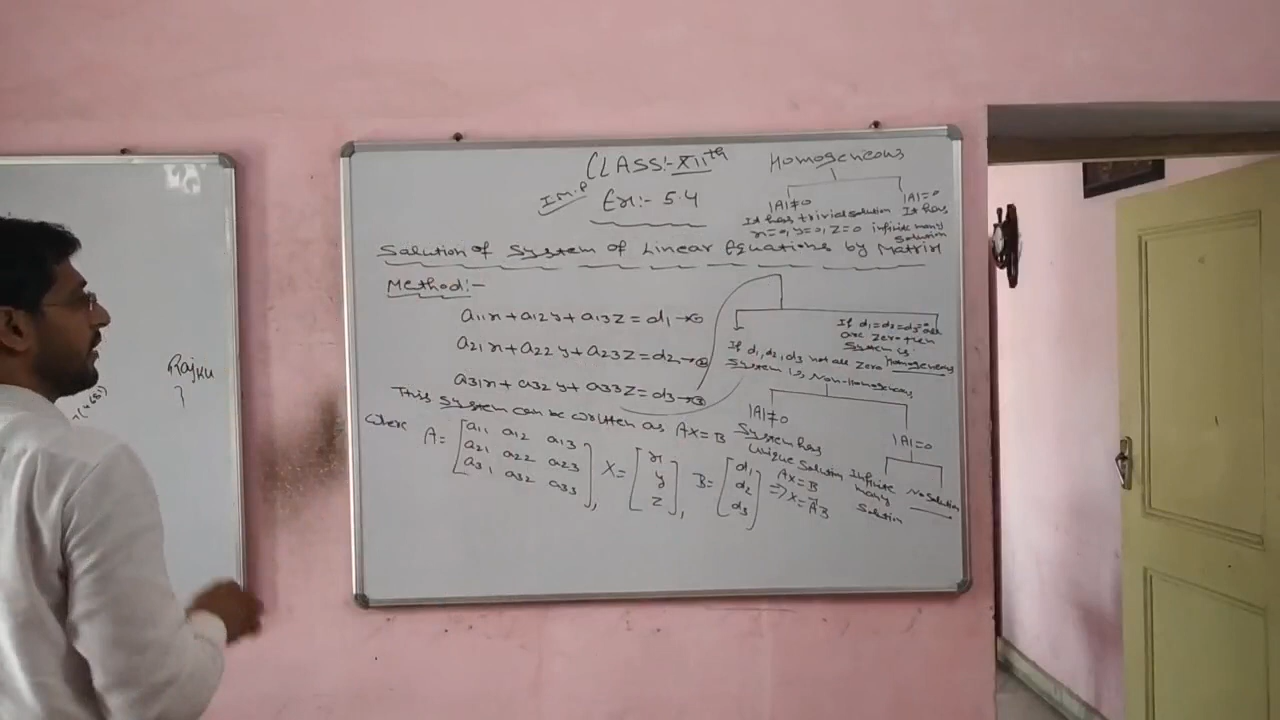 CLASS:- XIIth
I.M.P
Ex:- 5.4
Solution of System of Linear Equations by Matrix
Method:-
a11x + a12y + a13z = d1 → ①
a21x + a22y + a23z = d2 → ②
a31x + a32y + a33z = d3 → ③
This system can be written as AX = B
where A = [a11 a12 a13
a21 a22 a23
a31 a32 a33], X = [x
y
z], B = [d1
d2
d3]
Homogeneous
|A| ≠ 0
It has trivial solution
x=0, y=0, z=0
|A| = 0
It has
infinite many
Solution
If d1, d2, d3 not all zero
System is, Non-homogeneous
If d1=d2=d3=0
are zero then
System is
Homogeneous
|A| ≠ 0
System has
Unique Solution
AX = B
⇒ X = A⁻¹B
|A| = 0
Infinite
many
Solution
No Solution
Rajku